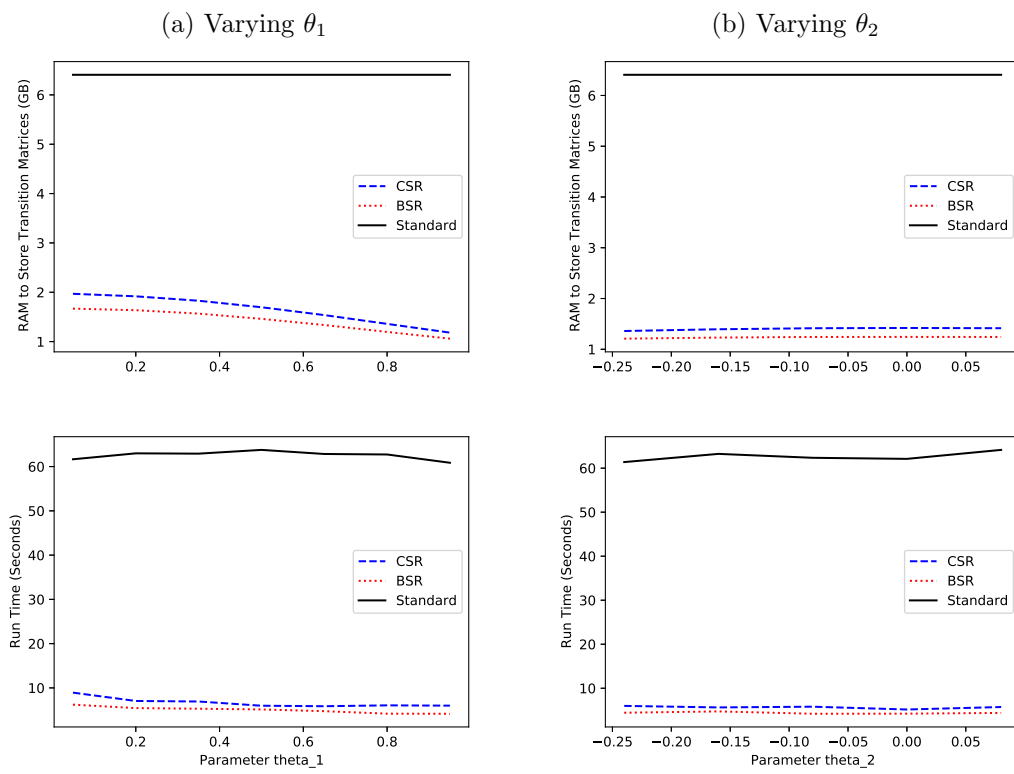 (a) Varying θ₁
RAM to Store Transition Matrices (GB)
6
5
4
3
2
1
CSR
BSR
Standard
0.2
0.4
0.6
0.8
(b) Varying θ₂
RAM to Store Transition Matrices (GB)
6
5
4
3
2
1
CSR
BSR
Standard
−0.25
−0.20
−0.15
−0.10
−0.05
0.00
0.05
Run Time (Seconds)
60
50
40
30
20
10
CSR
BSR
Standard
0.2
0.4
0.6
0.8
Parameter theta_1
Run Time (Seconds)
60
50
40
30
20
10
CSR
BSR
Standard
−0.25
−0.20
−0.15
−0.10
−0.05
0.00
0.05
Parameter theta_2